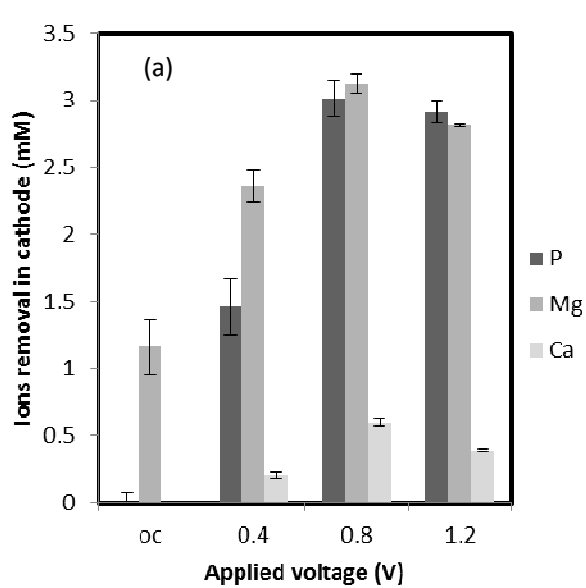 (a)
Ions removal in cathode (mM)
3.5
3
2.5
2
1.5
1
0.5
0
oc 0.4 0.8 1.2
Applied voltage (V)
P
Mg
Ca